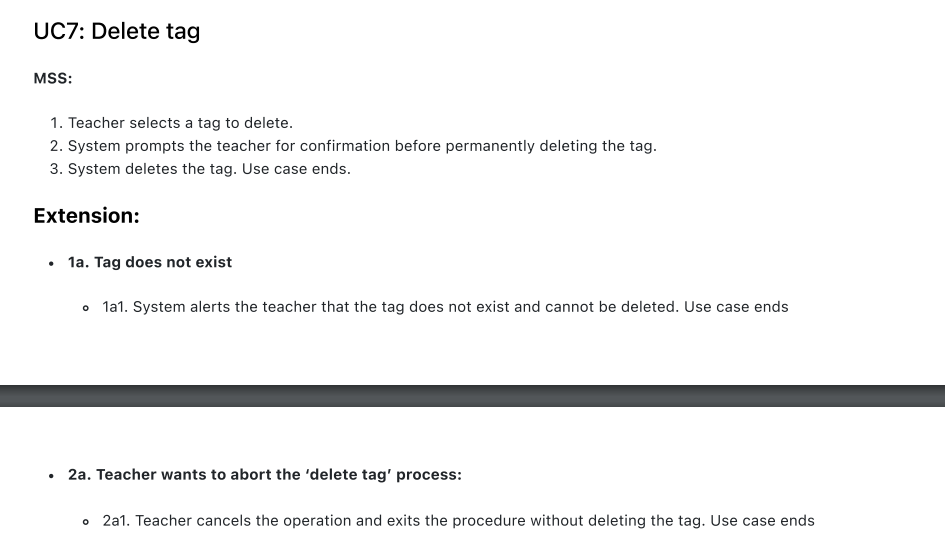 UC7: Delete tag
MSS:
1. Teacher selects a tag to delete.
2. System prompts the teacher for confirmation before permanently deleting the tag.
3. System deletes the tag. Use case ends.
Extension:
• 1a. Tag does not exist
○ 1a1. System alerts the teacher that the tag does not exist and cannot be deleted. Use case ends
• 2a. Teacher wants to abort the ‘delete tag’ process:
○ 2a1. Teacher cancels the operation and exits the procedure without deleting the tag. Use case ends